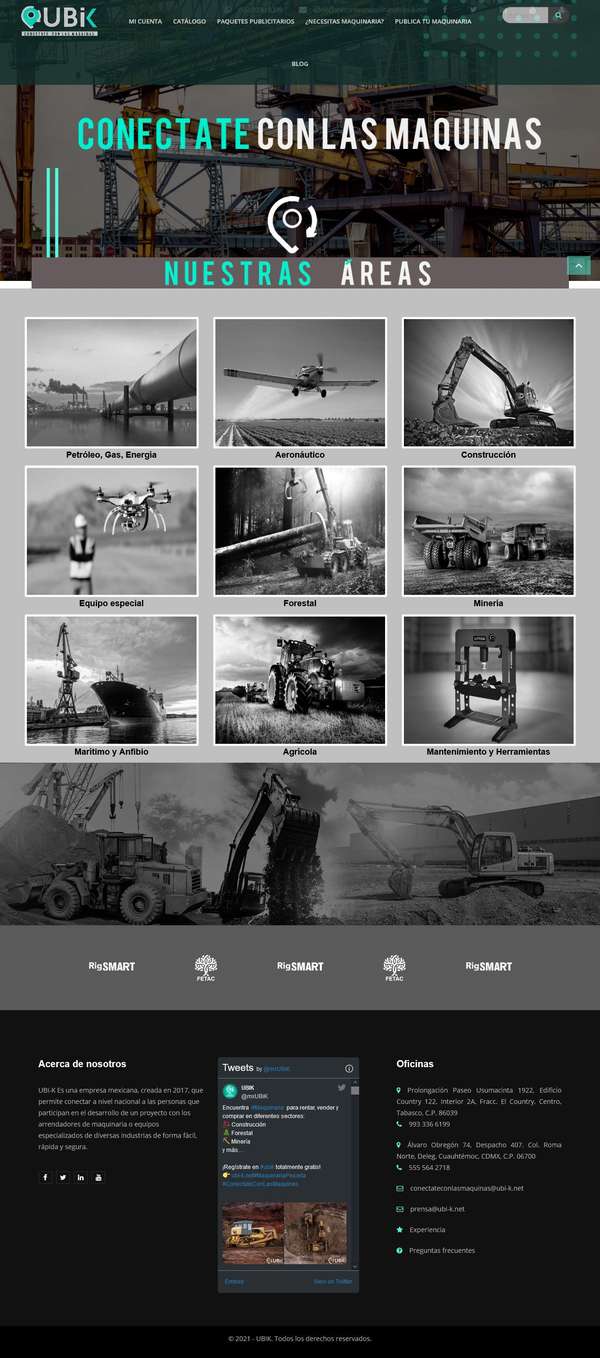 UBiK
CONECTATE CON LAS MAQUINAS
MI CUENTA
CATÁLOGO
PAQUETES PUBLICITARIOS
¿NECESITAS MAQUINARIA?
PUBLICA TU MAQUINARIA
BLOG
CONECTATE CON LAS MAQUINAS
NUESTRAS ÁREAS
Petróleo, Gas, Energia
Aeronáutico
Construcción
Equipo especial
Forestal
Mineria
Maritimo y Anfibio
Agricola
Mantenimiento y Herramientas
RigSMART
FETAC
RigSMART
FETAC
RigSMART
Acerca de nosotros
UBi-K Es una empresa mexicana, creada en 2017, que
permite conectar a nivel nacional a las personas que
participan en el desarrollo de un proyecto con los
arrendadores de maquinaria o equipos
especializados de diversas industrias de forma fácil,
rápida y segura.
Tweets by @mxUBiK
UBIK
@mxUBiK
Encuentra #Maquinaria para rentar, vender y
comprar en diferentes sectores:
Construcción
Forestal
Minería
y más...
¡Regístrate en #ubik totalmente gratis!
ubi-k.net#MaquinariaPesada
#ConectateConLasMaquinas
Embed
View on Twitter
Oficinas
Prolongación Paseo Usumacinta 1922, Edificio
Country 122, Interior 2A, Fracc. El Country, Centro,
Tabasco, C.P. 86039
993 336 6199
Álvaro Obregón 74, Despacho 407. Col. Roma
Norte, Deleg, Cuauhtémoc, CDMX, C.P. 06700
555 564 2718
conectateconlasmaquinas@ubi-k.net
prensa@ubi-k.net
Experiencia
Preguntas frecuentes
© 2021 - UBIK. Todos los derechos reservados.